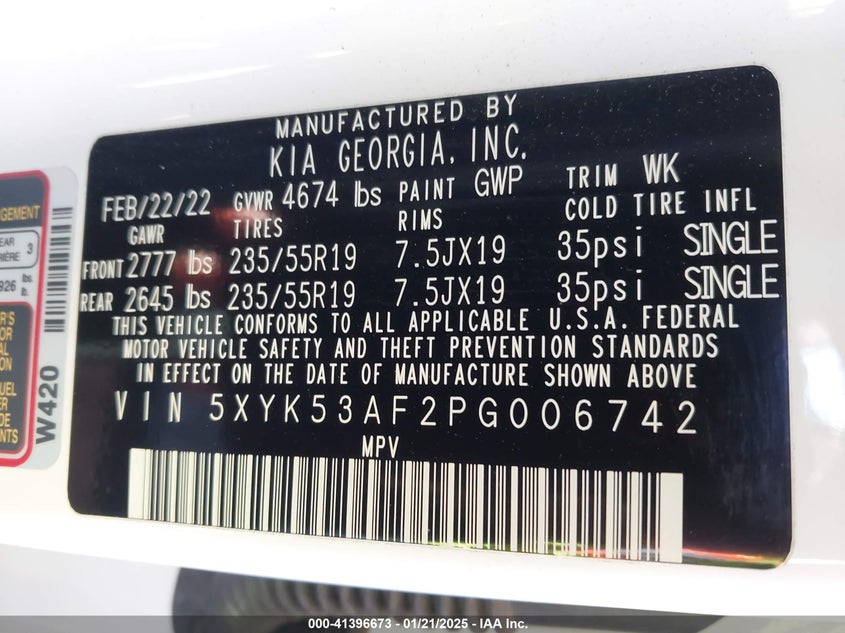 MANUFACTURED BY
KIA GEORGIA, INC.
FEB/22/22 GVWR 4674 lbs PAINT GWP TRIM WK
GAWR TIRES RIMS COLD TIRE INFL
FRONT 2777 lbs 235/55R19 7.5JX19 35psi SINGLE
REAR 2645 lbs 235/55R19 7.5JX19 35psi SINGLE
THIS VEHICLE CONFORMS TO ALL APPLICABLE U.S.A. FEDERAL
MOTOR VEHICLE SAFETY AND THEFT PREVENTION STANDARDS
IN EFFECT ON THE DATE OF MANUFACTURE SHOWN ABOVE
VIN 5XYK53AF2PG006742
MPV
3
lbs.
W420
000-41396673 / 01/21/2025 - IAA Inc.